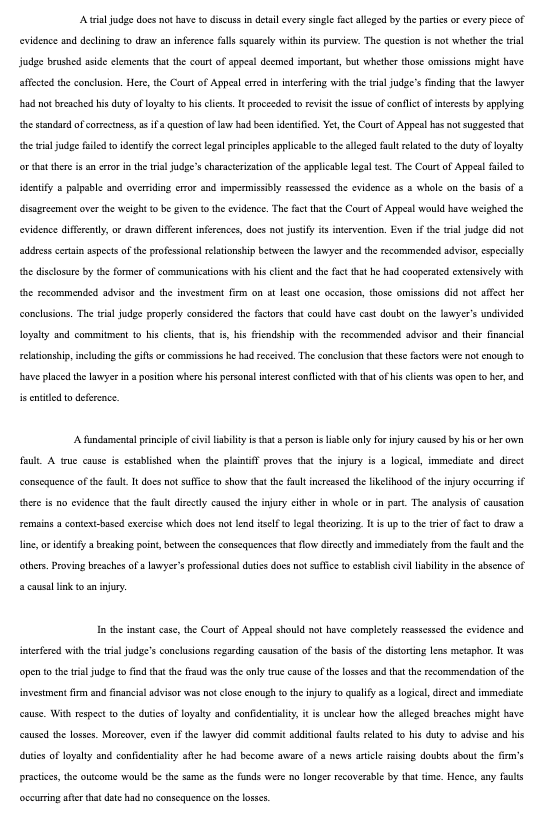 A trial judge does not have to discuss in detail every single fact alleged by the parties or every piece of
evidence and declining to draw an inference falls squarely within its purview. The question is not whether the trial
judge brushed aside elements that the court of appeal deemed important, but whether those omissions might have
affected the conclusion. Here, the Court of Appeal erred in interfering with the trial judge's finding that the lawyer
had not breached his duty of loyalty to his clients. It proceeded to revisit the issue of conflict of interests by applying
the standard of correctness, as if a question of law had been identified. Yet, the Court of Appeal has not suggested that
the trial judge failed to identify the correct legal principles applicable to the alleged fault related to the duty of loyalty
or that there is an error in the trial judge's characterization of the applicable legal test. The Court of Appeal failed to
identify a palpable and overriding error and impermissibly reassessed the evidence as a whole on the basis of a
disagreement over the weight to be given to the evidence. The fact that the Court of Appeal would have weighed the
evidence differently, or drawn different inferences, does not justify its intervention. Even if the trial judge did not
address certain aspects of the professional relationship between the lawyer and the recommended advisor, especially
the disclosure by the former of communications with his client and the fact that he had cooperated extensively with
the recommended advisor and the investment firm on at least one occasion, those omissions did not affect her
conclusions. The trial judge properly considered the factors that could have cast doubt on the lawyer's undivided
loyalty and commitment to his clients, that is, his friendship with the recommended advisor and their financial
relationship, including the gifts or commissions he had received. The conclusion that these factors were not enough to
have placed the lawyer in a position where his personal interest conflicted with that of his clients was open to her, and
is entitled to deference.
A fundamental principle of civil liability is that a person is liable only for injury caused by his or her own
fault. A true cause is established when the plaintiff proves that the injury is a logical, immediate and direct
consequence of the fault. It does not suffice to show that the fault increased the likelihood of the injury occurring if
there is no evidence that the fault directly caused the injury either in whole or in part. The analysis of causation
remains a context-based exercise which does not lend itself to legal theorizing. It is up to the trier of fact to draw a
line, or identify a breaking point, between the consequences that flow directly and immediately from the fault and the
others. Proving breaches of a lawyer's professional duties does not suffice to establish civil liability in the absence of
a causal link to an injury.
In the instant case, the Court of Appeal should not have completely reassessed the evidence and
interfered with the trial judge's conclusions regarding causation of the basis of the distorting lens metaphor. It was
open to the trial judge to find that the fraud was the only true cause of the losses and that the recommendation of the
investment firm and financial advisor was not close enough to the injury to qualify as a logical, direct and immediate
cause. With respect to the duties of loyalty and confidentiality, it is unclear how the alleged breaches might have
caused the losses. Moreover, even if the lawyer did commit additional faults related to his duty to advise and his
duties of loyalty and confidentiality after he had become aware of a news article raising doubts about the firm's
practices, the outcome would be the same as the funds were no longer recoverable by that time. Hence, any faults
occurring after that date had no consequence on the losses.